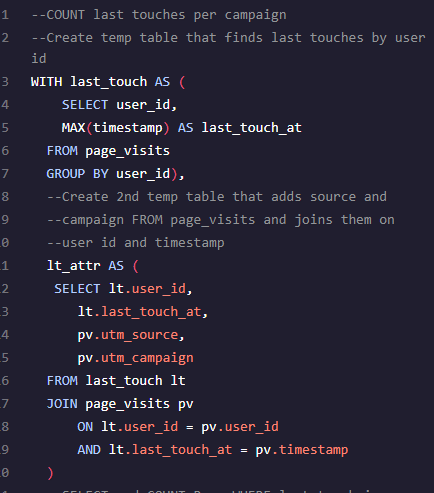 1 --COUNT last touches per campaign
2 --Create temp table that finds last touches by user
id
3 WITH last_touch AS (
4 SELECT user_id,
5 MAX(timestamp) AS last_touch_at
6 FROM page_visits
7 GROUP BY user_id),
8 --Create 2nd temp table that adds source and
9 --campaign FROM page_visits and joins them on
0 --user id and timestamp
1 lt_attr AS (
2 SELECT lt.user_id,
3 lt.last_touch_at,
4 pv.utm_source,
5 pv.utm_campaign
6 FROM last_touch lt
7 JOIN page_visits pv
8 ON lt.user_id = pv.user_id
9 AND lt.last_touch_at = pv.timestamp
0 )